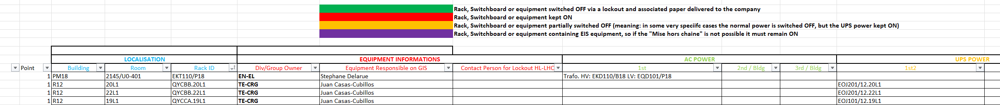 Rack, Switchboard or equipment switched OFF via a lockout and associated paper delivered to the company
Rack, Switchboard or equipment kept ON
Rack, Switchboard or equipment partially switched OFF (meaning: in some very speciifc cases the normal power is switched OFF, but the UPS power kept ON)
Rack, Switchboard or equipment containing EIS equipment, so if the "Mise hors chaine" is not possible it must remain ON
LOCALISATION EQUIPMENT INFORMATIONS AC POWER UPS POWER
Point Building Room Rack ID Div/Group Owner Equipment Responsible on GIS Contact Person for Lockout HL-LHC 1st 2nd / Bldg 3rd / Bldg 1st2
1 PM18 2145/U0-401 EKT110/P18 EN-EL Stephane Delarue Trafo. HV: EKD110/B18 LV: EQD101/P18
1 R12 20L1 QYCBB.20L1 TE-CRG Juan Casas-Cubillos EOJ201/12.20L1
1 R12 22L1 QYCBB.22L1 TE-CRG Juan Casas-Cubillos EOJ201/12.22L1
1 R12 19L1 QYCCA.19L1 TE-CRG Juan Casas-Cubillos EOJ101/12.19L1